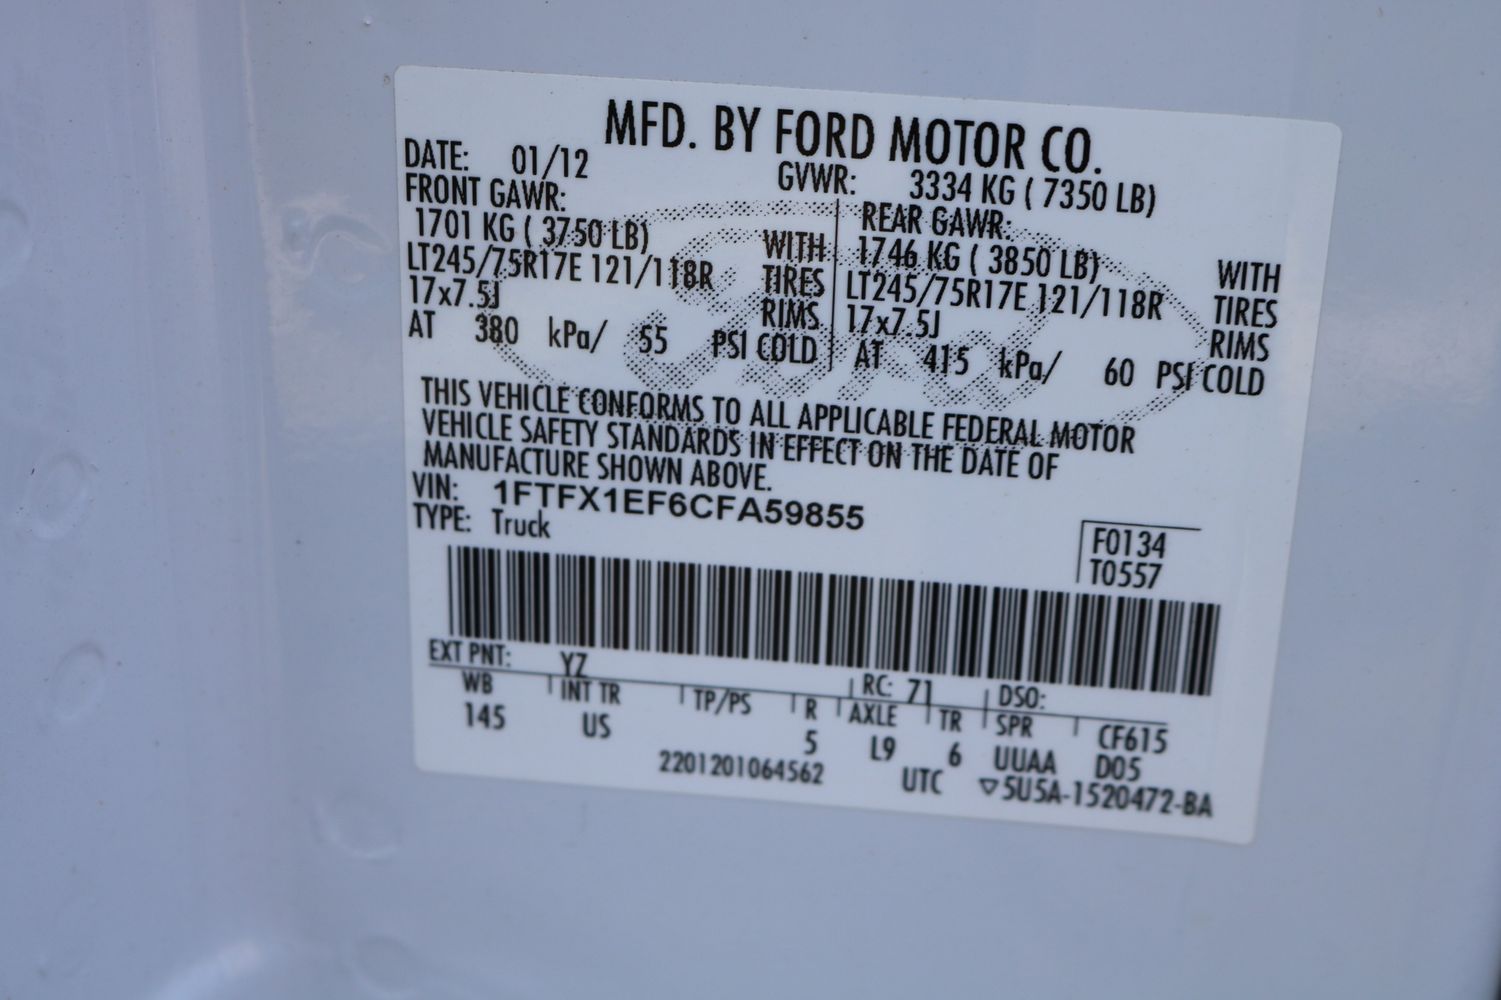 MFD. BY FORD MOTOR CO.
DATE: 01/12 GVWR: 3334 KG ( 7350 LB)
FRONT GAWR: REAR GAWR:
1701 KG ( 3750 LB) WITH 1746 KG ( 3850 LB) WITH
LT245/75R17E 121/118R TIRES LT245/75R17E 121/118R TIRES
17x7.5J RIMS 17x7.5J RIMS
AT 380 kPa/ 55 PSI COLD AT 415 kPa/ 60 PSI COLD
THIS VEHICLE CONFORMS TO ALL APPLICABLE FEDERAL MOTOR
VEHICLE SAFETY STANDARDS IN EFFECT ON THE DATE OF
MANUFACTURE SHOWN ABOVE.
VIN: 1FTFX1EF6CFA59855
TYPE: Truck
F0134
T0557
EXT PNT: YZ RC: 71 DSO:
WB INT TR TP/PS R AXLE TR SPR CF615
145 US 5 L9 6 UUAA D05
2201201064562 UTC ▽5U5A-1520472-BA